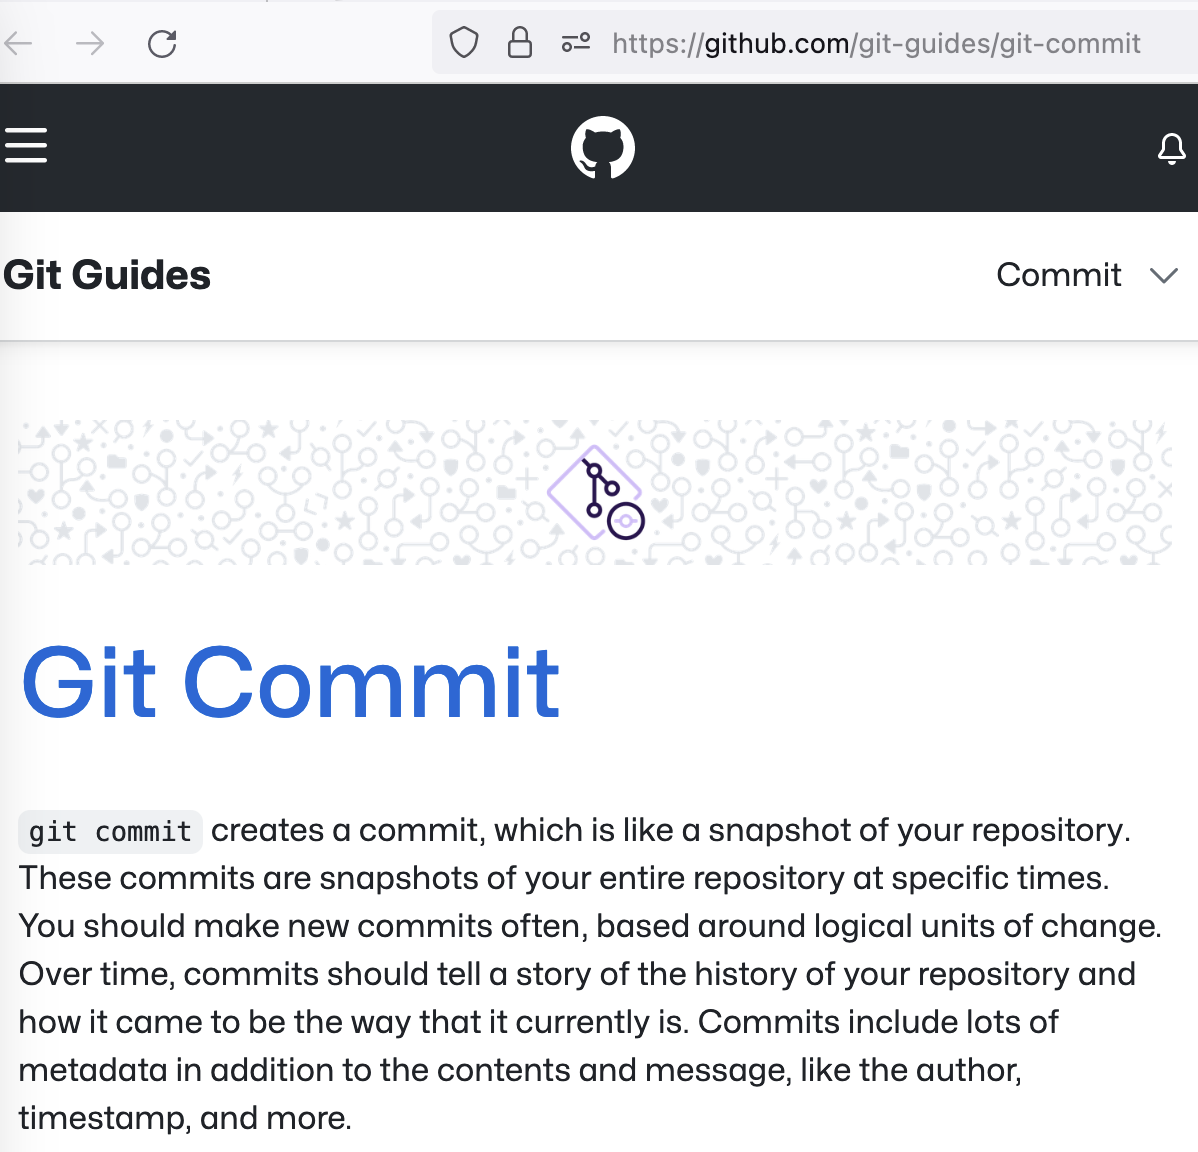 https://github.com/git-guides/git-commit
Git Guides
Commit
Git Commit
git commit creates a commit, which is like a snapshot of your repository.
These commits are snapshots of your entire repository at specific times.
You should make new commits often, based around logical units of change.
Over time, commits should tell a story of the history of your repository and
how it came to be the way that it currently is. Commits include lots of
metadata in addition to the contents and message, like the author,
timestamp, and more.